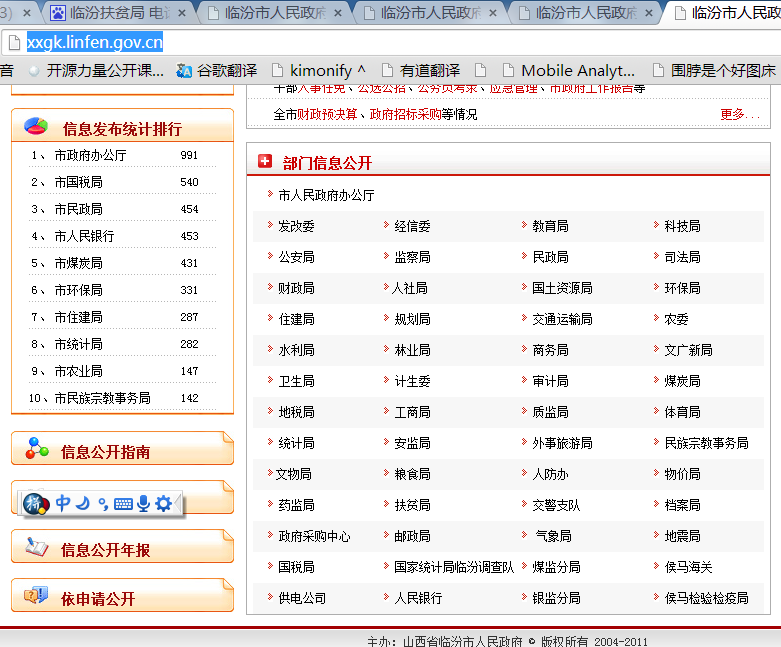 3) × 临汾扶贫局 电 × 临汾市人民政府 × 临汾市人民政府 × 临汾市人民政府 × 临汾市人民政
xxgk.linfen.gov.cn
音 开源力量公开课... 谷歌翻译 kimonify ^ 有道翻译 Mobile Analyt... 围脖是个好图床
干部人事任免、公选公招、公务员考录、应急管理、市政府工作报告等
全市财政预决算、政府招标采购等情况 更多...
信息发布统计排行
1、 市政府办公厅 991
2、 市国税局 540
3、 市民政局 454
4、 市人民银行 453
5、 市煤炭局 431
6、 市环保局 331
7、 市住建局 287
8、 市统计局 282
9、 市农业局 147
10、 市民族宗教事务局 142
信息公开指南
中
信息公开年报
依申请公开
部门信息公开
市人民政府办公厅
发改委 经信委 教育局 科技局
公安局 监察局 民政局 司法局
财政局 人社局 国土资源局 环保局
住建局 规划局 交通运输局 农委
水利局 林业局 商务局 文广新局
卫生局 计生委 审计局 煤炭局
地税局 工商局 质监局 体育局
统计局 安监局 外事旅游局 民族宗教事务局
文物局 粮食局 人防办 物价局
药监局 扶贫局 交警支队 档案局
政府采购中心 邮政局 气象局 地震局
国税局 国家统计局临汾调查队 煤监分局 侯马海关
供电公司 人民银行 银监分局 侯马检验检疫局
主办：山西省临汾市人民政府 © 版权所有 2004-2011